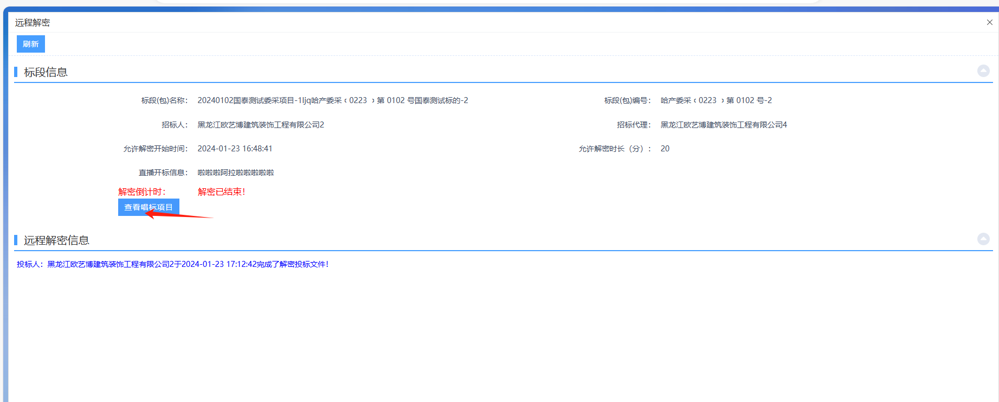 远程解密
刷新
标段信息
标段(包)名称： 20240102国泰测试委采项目-1ljq哈产委采﹙0223 ﹚第 0102 号国泰测试标的-2 标段(包)编号： 哈产委采﹙0223 ﹚第 0102 号-2
招标人： 黑龙江欧艺博建筑装饰工程有限公司2 招标代理： 黑龙江欧艺博建筑装饰工程有限公司4
允许解密开始时间： 2024-01-23 16:48:41 允许解密时长（分）： 20
直播开标信息： 啦啦啦阿拉啦啦啦啦啦
解密倒计时： 解密已结束！
查看唱标项目
远程解密信息
投标人：黑龙江欧艺博建筑装饰工程有限公司2于2024-01-23 17:12:42完成了解密投标文件！